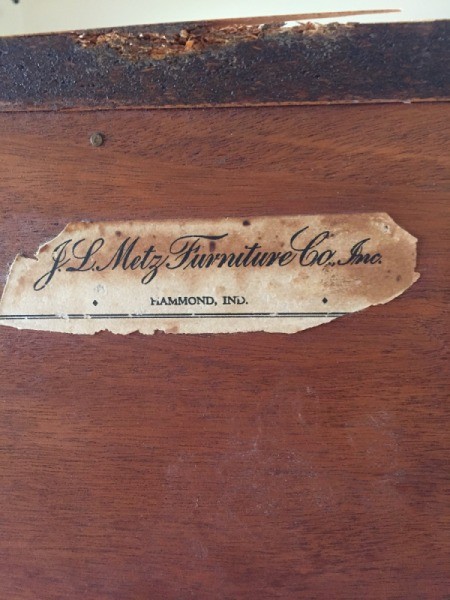 J. L. Metz Furniture Co., Inc.
HAMMOND, IND.